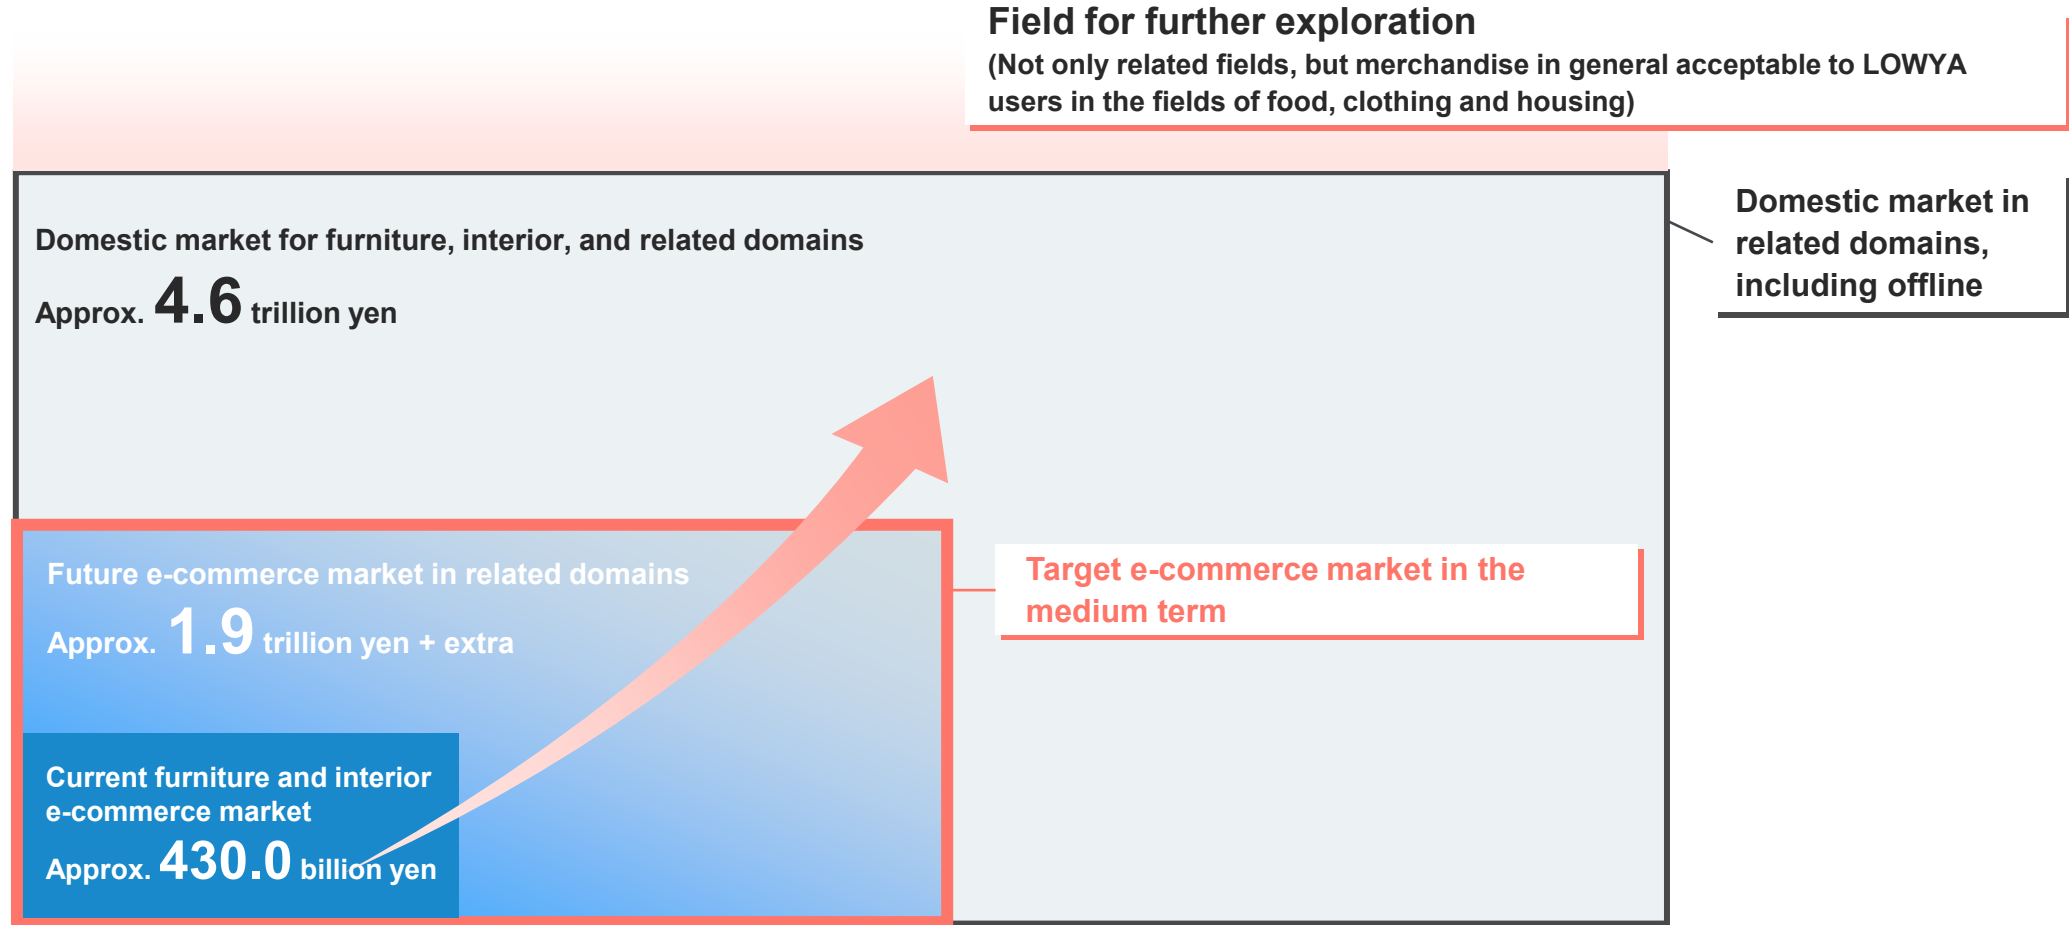 Field for further exploration
(Not only related fields, but merchandise in general acceptable to LOWYA
users in the fields of food, clothing and housing)
Domestic market in
related domains,
including offline
Domestic market for furniture, interior, and related domains
Approx. 4.6 trillion yen
Future e-commerce market in related domains
Approx. 1.9 trillion yen + extra
Target e-commerce market in the
medium term
Current furniture and interior
e-commerce market
Approx. 430.0 billion yen